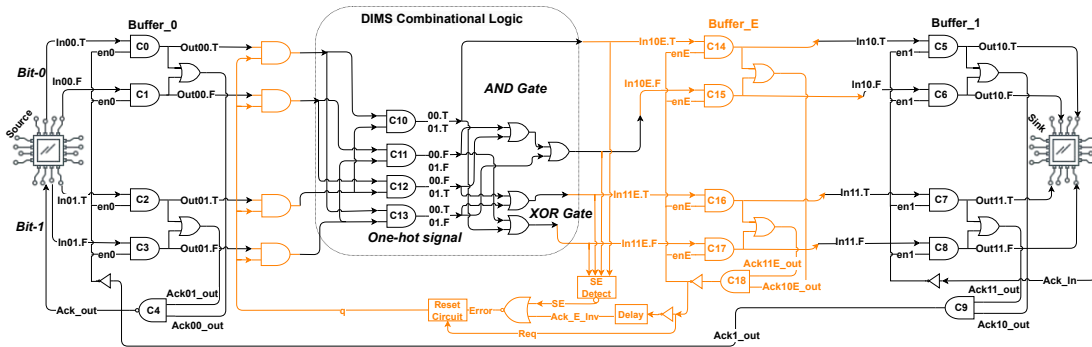 Buffer_0
DIMS Combinational Logic
Buffer_E
Buffer_1
In00.T
en0
C0
Out00.T
In10E.T
enE
C14
In10.T
en1
C5
Out10.T
Bit-0
In00.F
en0
C1
Out00.F
AND Gate
In10E.F
enE
C15
In10.F
en1
C6
Out10.F
Source
Sink
C10
00.T
01.T
C11
00.F
01.F
C12
00.F
01.T
C13
00.T
01.F
In01.T
en0
C2
Out01.T
In11E.T
enE
C16
In11.T
en1
C7
Out11.T
Bit-1
In01.F
en0
C3
Out01.F
One-hot signal
XOR Gate
In11E.F
enE
C17
In11.F
en1
C8
Out11.F
Ack11E_out
C18
Ack10E_out
SE
Detect
Ack01_out
Ack_out
C4
Ack00_out
q
Reset
Circuit
Error
SE
Ack_E_Inv
Delay
Req
Ack_In
Ack11_out
C9
Ack10_out
Ack1_out